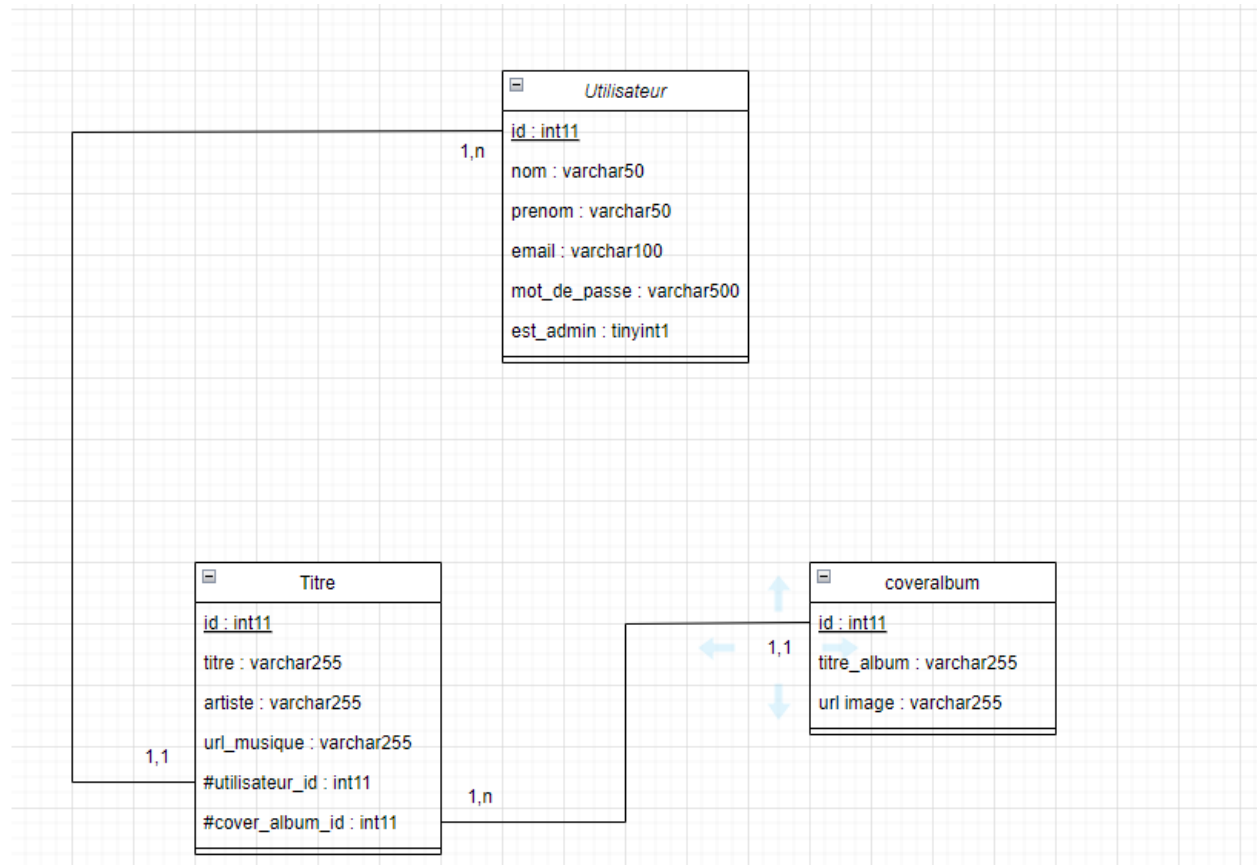 Utilisateur
id : int11
1,n
nom : varchar50
prenom : varchar50
email : varchar100
mot_de_passe : varchar500
est_admin : tinyint1
Titre
id : int11
titre : varchar255
artiste : varchar255
url_musique : varchar255
1,1
#utilisateur_id : int11
#cover_album_id : int11
1,n
coveralbum
id : int11
1,1
titre_album : varchar255
url image : varchar255